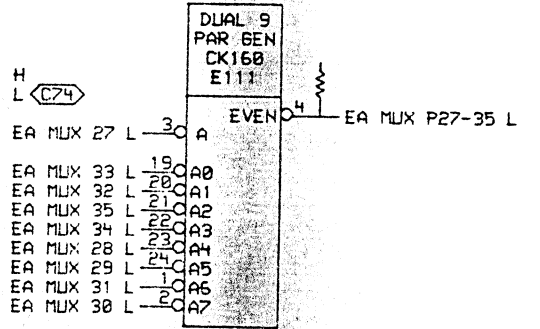 DUAL 9
PAR GEN
CK160
E111
H
L C74
EVEN 4 EA MUX P27-35 L
EA MUX 27 L 3 A
EA MUX 33 L 19 A0
EA MUX 32 L 20 A1
EA MUX 35 L 21 A2
EA MUX 34 L 22 A3
EA MUX 28 L 23 A4
EA MUX 29 L 24 A5
EA MUX 31 L 1 A6
EA MUX 30 L 2 A7